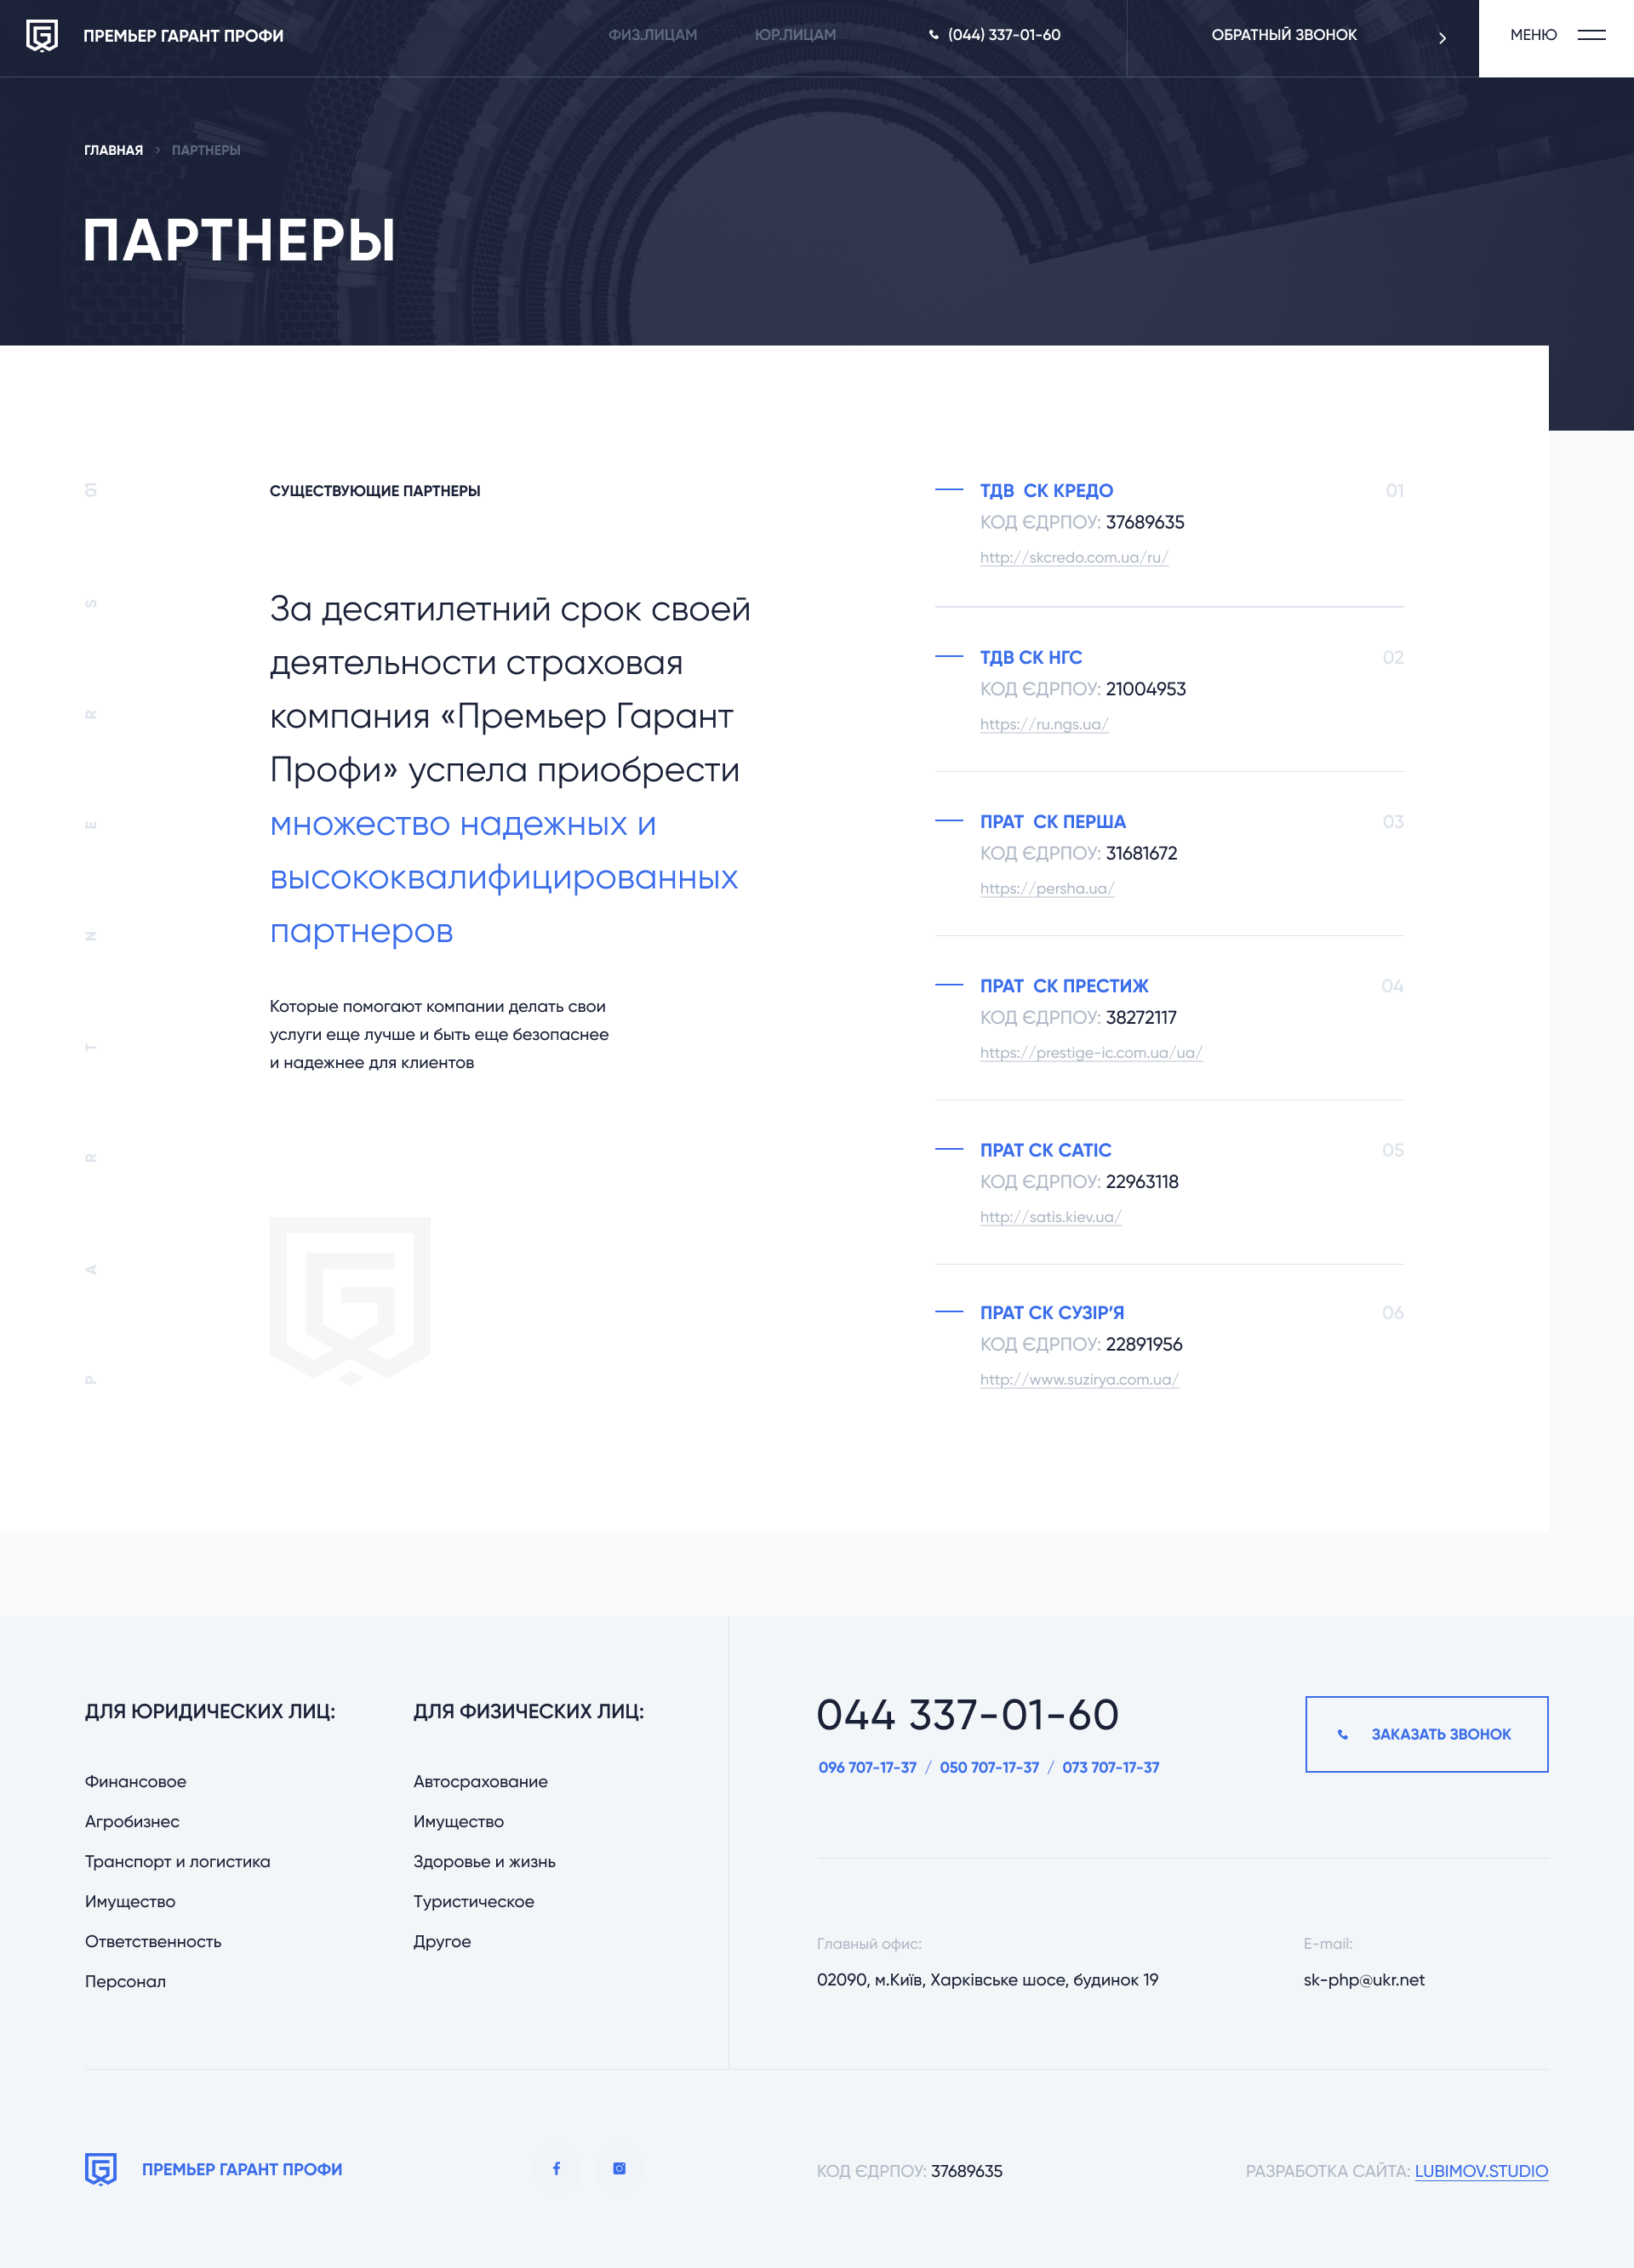 ПРЕМЬЕР ГАРАНТ ПРОФИ
ФИЗ.ЛИЦАМ
ЮР.ЛИЦАМ
(044) 337-01-60
ОБРАТНЫЙ ЗВОНОК
МЕНЮ
ГЛАВНАЯ > ПАРТНЕРЫ
ПАРТНЕРЫ
PARTNERS 01
СУЩЕСТВУЮЩИЕ ПАРТНЕРЫ
За десятилетний срок своей
деятельности страховая
компания «Премьер Гарант
Профи» успела приобрести
множество надежных и
высококвалифицированных
партнеров
Которые помогают компании делать свои
услуги еще лучше и быть еще безопаснее
и надежнее для клиентов
ТДВ СК КРЕДО 01
КОД ЄДРПОУ: 37689635
http://skcredo.com.ua/ru/
ТДВ СК НГС 02
КОД ЄДРПОУ: 21004953
https://ru.ngs.ua/
ПРАТ СК ПЕРША 03
КОД ЄДРПОУ: 31681672
https://persha.ua/
ПРАТ СК ПРЕСТИЖ 04
КОД ЄДРПОУ: 38272117
https://prestige-ic.com.ua/ua/
ПРАТ СК САТІС 05
КОД ЄДРПОУ: 22963118
http://satis.kiev.ua/
ПРАТ СК СУЗІР’Я 06
КОД ЄДРПОУ: 22891956
http://www.suzirya.com.ua/
ДЛЯ ЮРИДИЧЕСКИХ ЛИЦ:
Финансовое
Агробизнес
Транспорт и логистика
Имущество
Ответственность
Персонал
ДЛЯ ФИЗИЧЕСКИХ ЛИЦ:
Автосрахование
Имущество
Здоровье и жизнь
Туристическое
Другое
044 337-01-60
096 707-17-37 / 050 707-17-37 / 073 707-17-37
ЗАКАЗАТЬ ЗВОНОК
Главный офис:
02090, м.Київ, Харківське шосе, будинок 19
E-mail:
sk-php@ukr.net
ПРЕМЬЕР ГАРАНТ ПРОФИ
КОД ЄДРПОУ: 37689635
РАЗРАБОТКА САЙТА: LUBIMOV.STUDIO